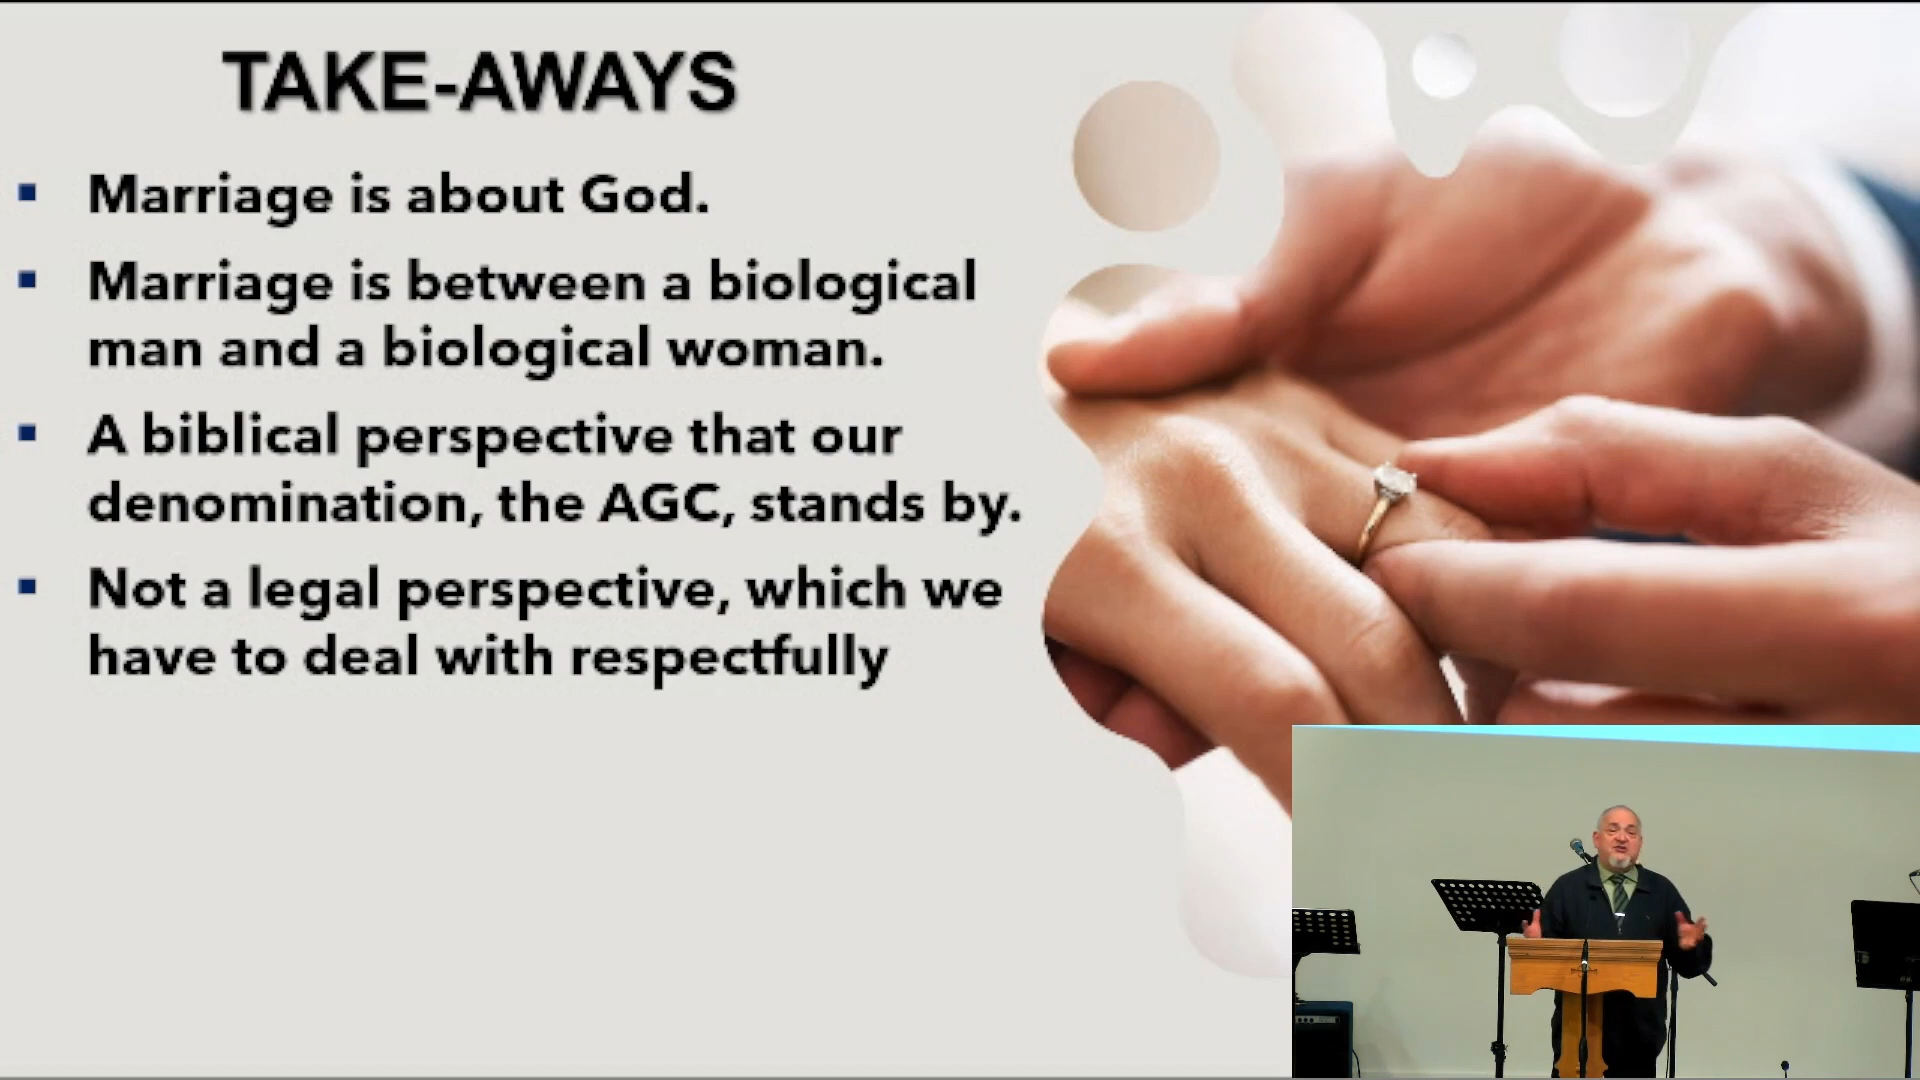 TAKE-AWAYS
Marriage is about God.
Marriage is between a biological
man and a biological woman.
A biblical perspective that our
denomination, the AGC, stands by.
Not a legal perspective, which we
have to deal with respectfully